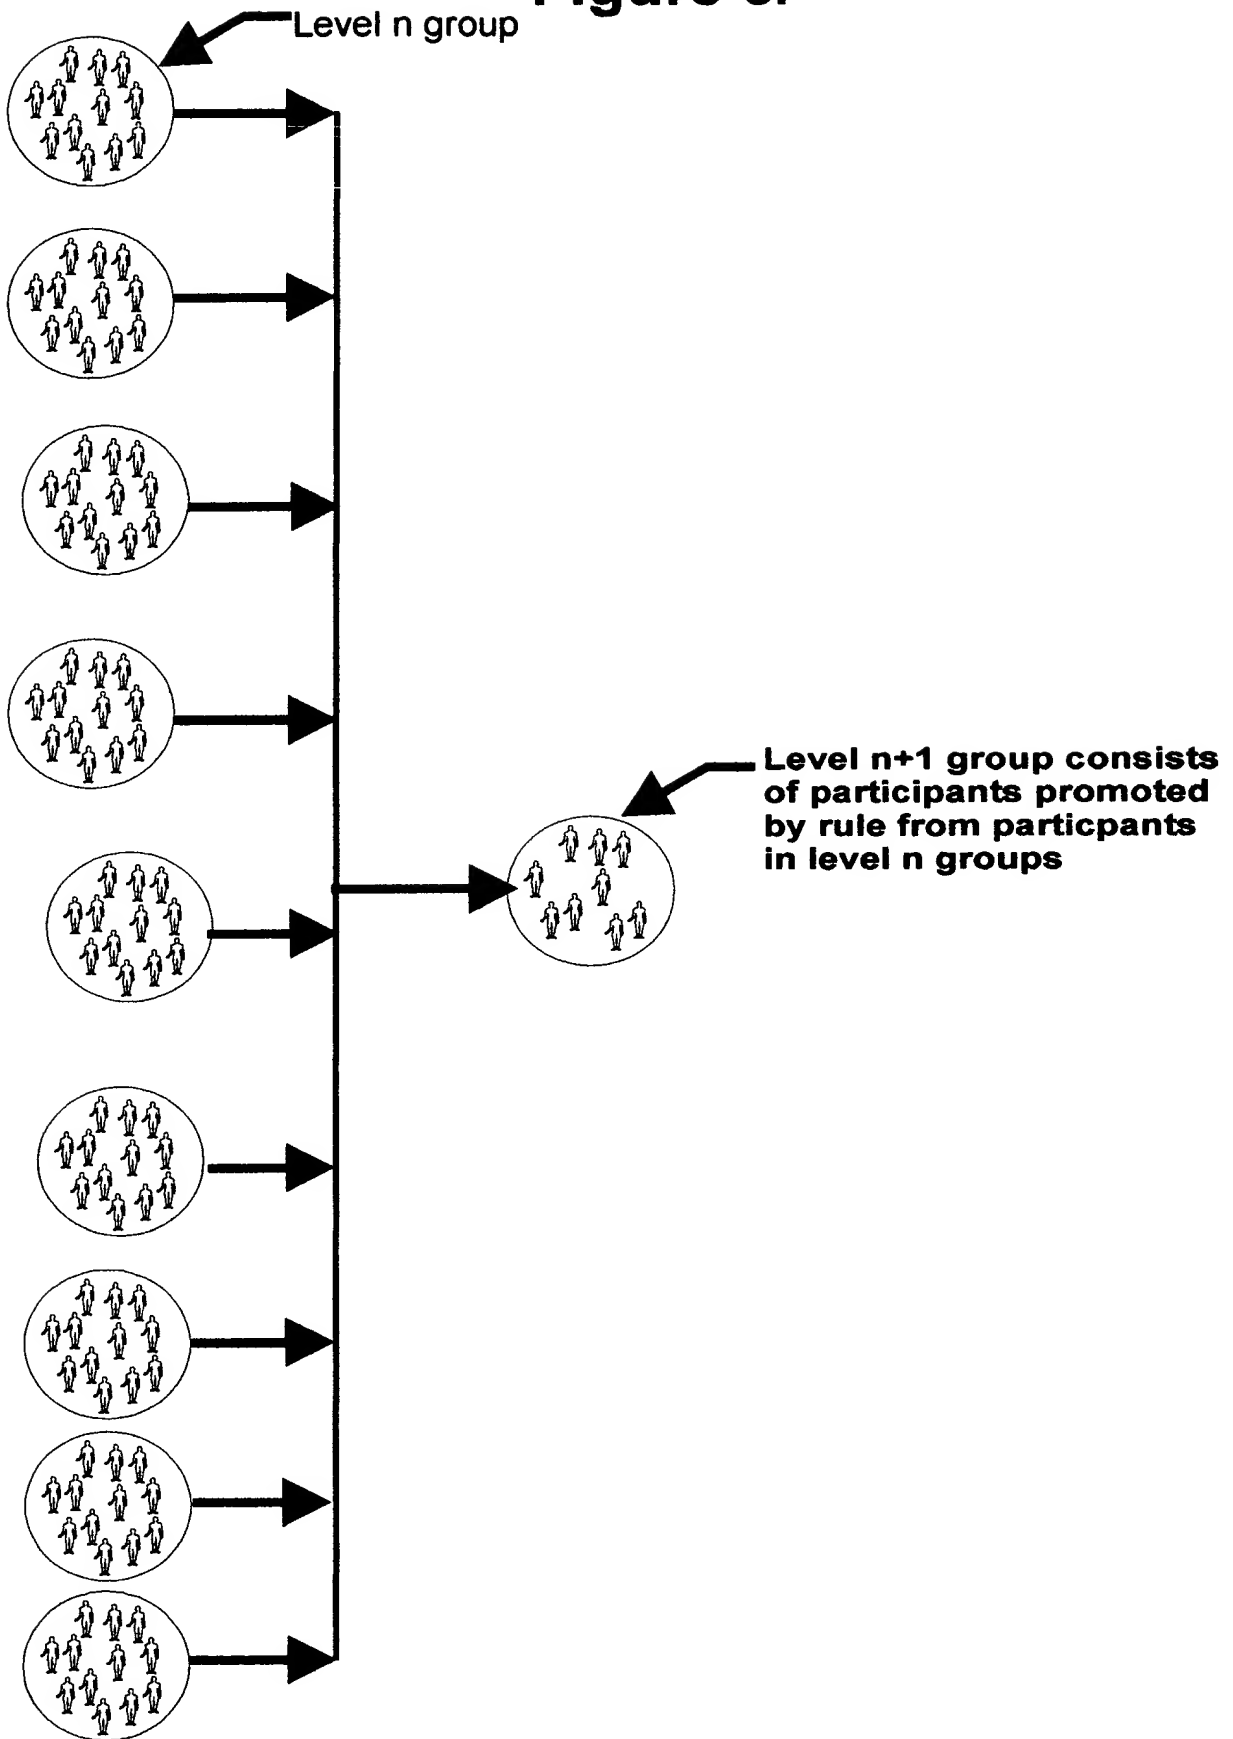 Level n group
Level n+1 group consists
of participants promoted
by rule from particpants
in level n groups